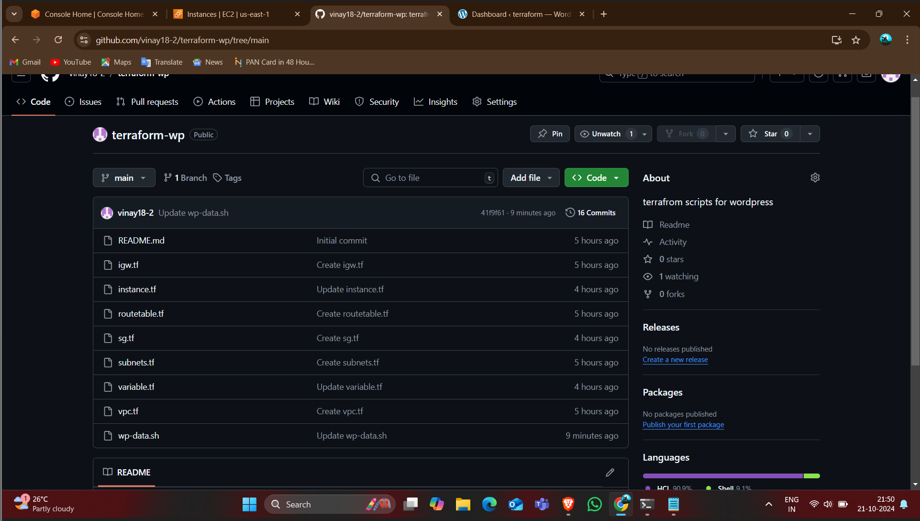 Console Home | Console Home
Instances | EC2 | us-east-1
vinay18-2/terraform-wp: terraf
Dashboard ‹ terraform — Word
github.com/vinay18-2/terraform-wp/tree/main
Gmail
YouTube
Maps
Translate
News
PAN Card in 48 Hou...
Code
Issues
Pull requests
Actions
Projects
Wiki
Security
Insights
Settings
terraform-wp
Public
Pin
Unwatch 1
Fork 0
Star 0
main
1 Branch
Tags
Go to file t
Add file
Code
vinay18-2 Update wp-data.sh 41f9f61 · 9 minutes ago 16 Commits
README.md Initial commit 5 hours ago
igw.tf Create igw.tf 5 hours ago
instance.tf Update instance.tf 4 hours ago
routetable.tf Create routetable.tf 5 hours ago
sg.tf Create sg.tf 4 hours ago
subnets.tf Create subnets.tf 5 hours ago
variable.tf Update variable.tf 4 hours ago
vpc.tf Create vpc.tf 5 hours ago
wp-data.sh Update wp-data.sh 9 minutes ago
README
About
terrafrom scripts for wordpress
Readme
Activity
0 stars
1 watching
0 forks
Releases
No releases published
Create a new release
Packages
No packages published
Publish your first package
Languages
HCL 90.9% Shell 9.1%
26°C
Partly cloudy
Search
ENG
IN
21:50
21-10-2024